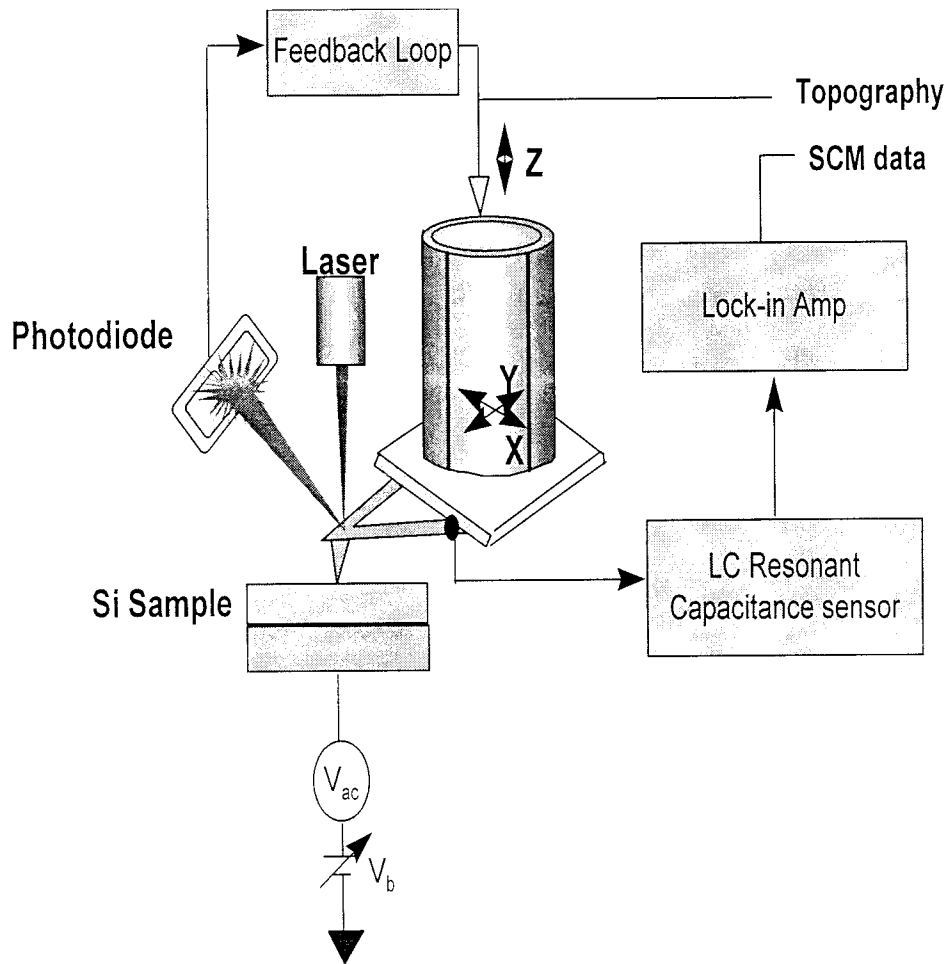 Feedback Loop
Topography
Z
SCM data
Laser
Lock-in Amp
Photodiode
Y
X
LC Resonant
Capacitance sensor
Si Sample
Vac
Vb